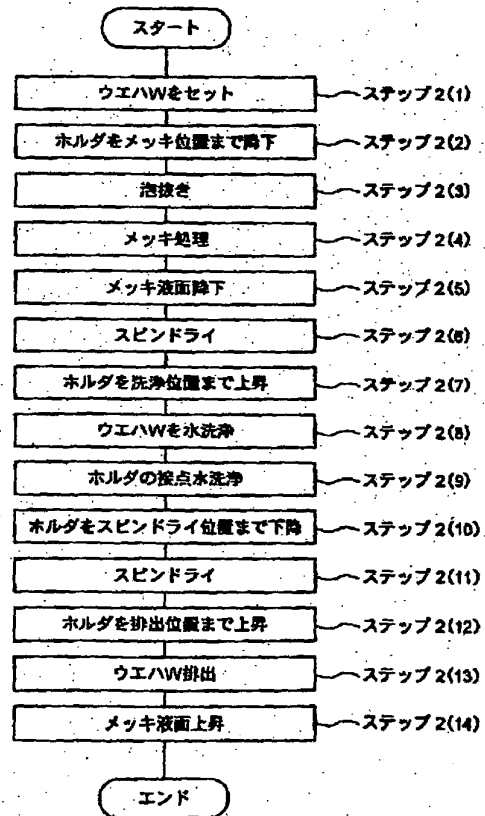 スタート
ウエハWをセット ステップ2(1)
ホルダをメッキ位置まで降下 ステップ2(2)
泡抜き ステップ2(3)
メッキ処理 ステップ2(4)
メッキ液面降下 ステップ2(5)
スピンドライ ステップ2(6)
ホルダを洗浄位置まで上昇 ステップ2(7)
ウエハWを水洗浄 ステップ2(8)
ホルダの接点水洗浄 ステップ2(9)
ホルダをスピンドライ位置まで下降 ステップ2(10)
スピンドライ ステップ2(11)
ホルダを排出位置まで上昇 ステップ2(12)
ウエハW排出 ステップ2(13)
メッキ液面上昇 ステップ2(14)
エンド